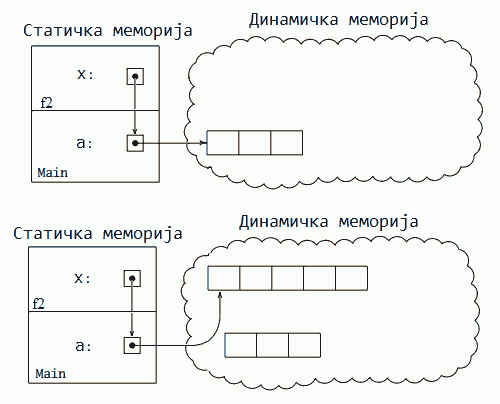 Динамичка меморија
Статичка меморија
x:
f2
a:
Main
Динамичка меморија
Статичка меморија
x:
f2
a:
Main